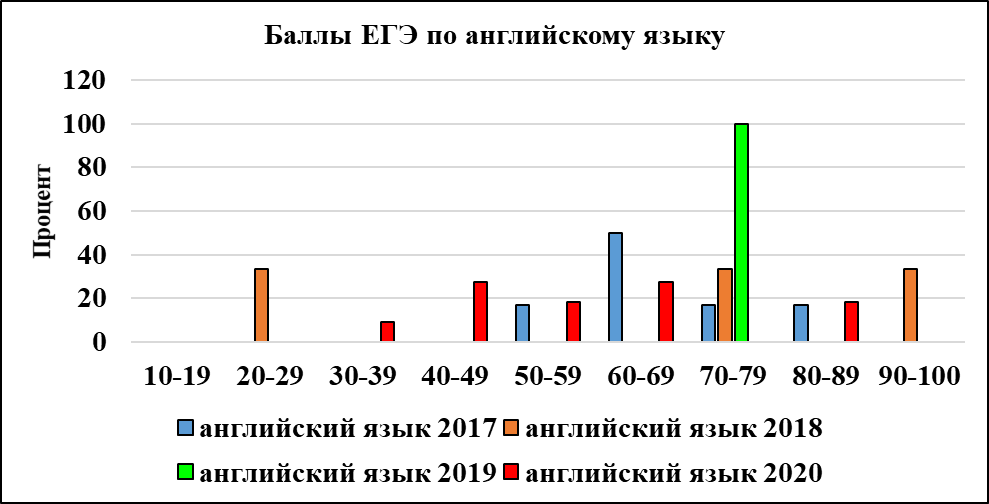 Баллы ЕГЭ по английскому языку
Процент
120
100
80
60
40
20
0
10-19 20-29 30-39 40-49 50-59 60-69 70-79 80-89 90-100
английский язык 2017 английский язык 2018
английский язык 2019 английский язык 2020